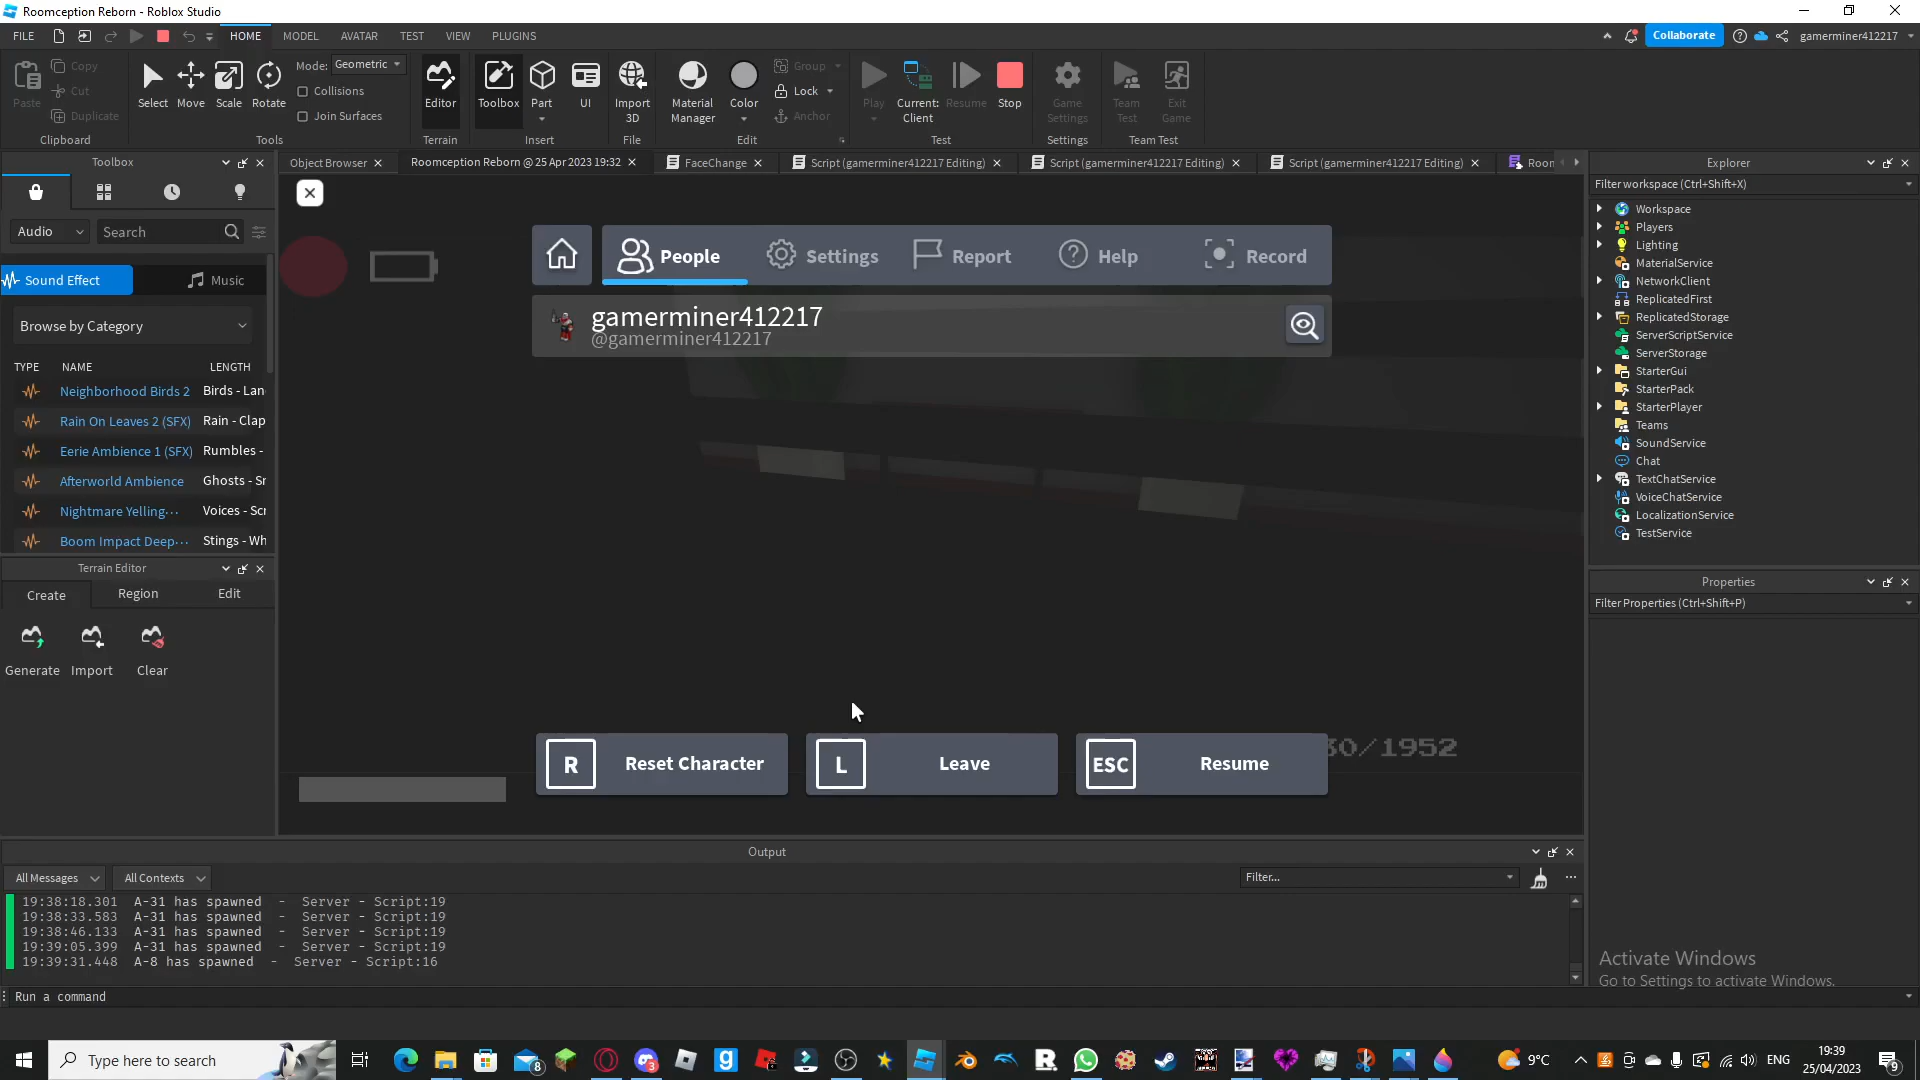 Roomception Reborn - Roblox Studio
FILE HOME MODEL AVATAR TEST VIEW PLUGINS
Collaborate gamerminer412217
Paste Copy Cut Duplicate
Clipboard
Select Move Scale Rotate
Mode: Geometric
Collisions
Join Surfaces
Tools
Editor
Terrain
Toolbox Part UI
Insert
Import 3D
File
Material Manager Color
Group
Lock
Anchor
Edit
Play Current: Client Resume Stop
Test
Game Settings
Settings
Team Test Exit Game
Team Test
Toolbox
Object Browser Roomception Reborn @ 25 Apr 2023 19:32 FaceChange Script (gamerminer412217 Editing) Script (gamerminer412217 Editing) Script (gamerminer412217 Editing) Room
Audio Search
Sound Effect Music
Browse by Category
TYPE NAME LENGTH
Neighborhood Birds 2 Birds - Lan
Rain On Leaves 2 (SFX) Rain - Clap
Eerie Ambience 1 (SFX) Rumbles -
Afterworld Ambience Ghosts - Sr
Nightmare Yelling... Voices - Scr
Boom Impact Deep... Stings - Wh
Terrain Editor
Create Region Edit
Generate Import Clear
People Settings Report Help Record
gamerminer412217
@gamerminer412217
R Reset Character
L Leave
ESC Resume
30/1952
Explorer
Filter workspace (Ctrl+Shift+X)
Workspace
Players
Lighting
MaterialService
NetworkClient
ReplicatedFirst
ReplicatedStorage
ServerScriptService
ServerStorage
StarterGui
StarterPack
StarterPlayer
Teams
SoundService
Chat
TextChatService
VoiceChatService
LocalizationService
TestService
Properties
Filter Properties (Ctrl+Shift+P)
Output
All Messages All Contexts Filter...
19:38:18.301 A-31 has spawned - Server - Script:19
19:38:33.583 A-31 has spawned - Server - Script:19
19:38:46.133 A-31 has spawned - Server - Script:19
19:39:05.399 A-31 has spawned - Server - Script:19
19:39:31.448 A-8 has spawned - Server - Script:16
Run a command
Activate Windows
Go to Settings to activate Windows.
Type here to search
8
3
9°C
ENG
19:39
25/04/2023
9